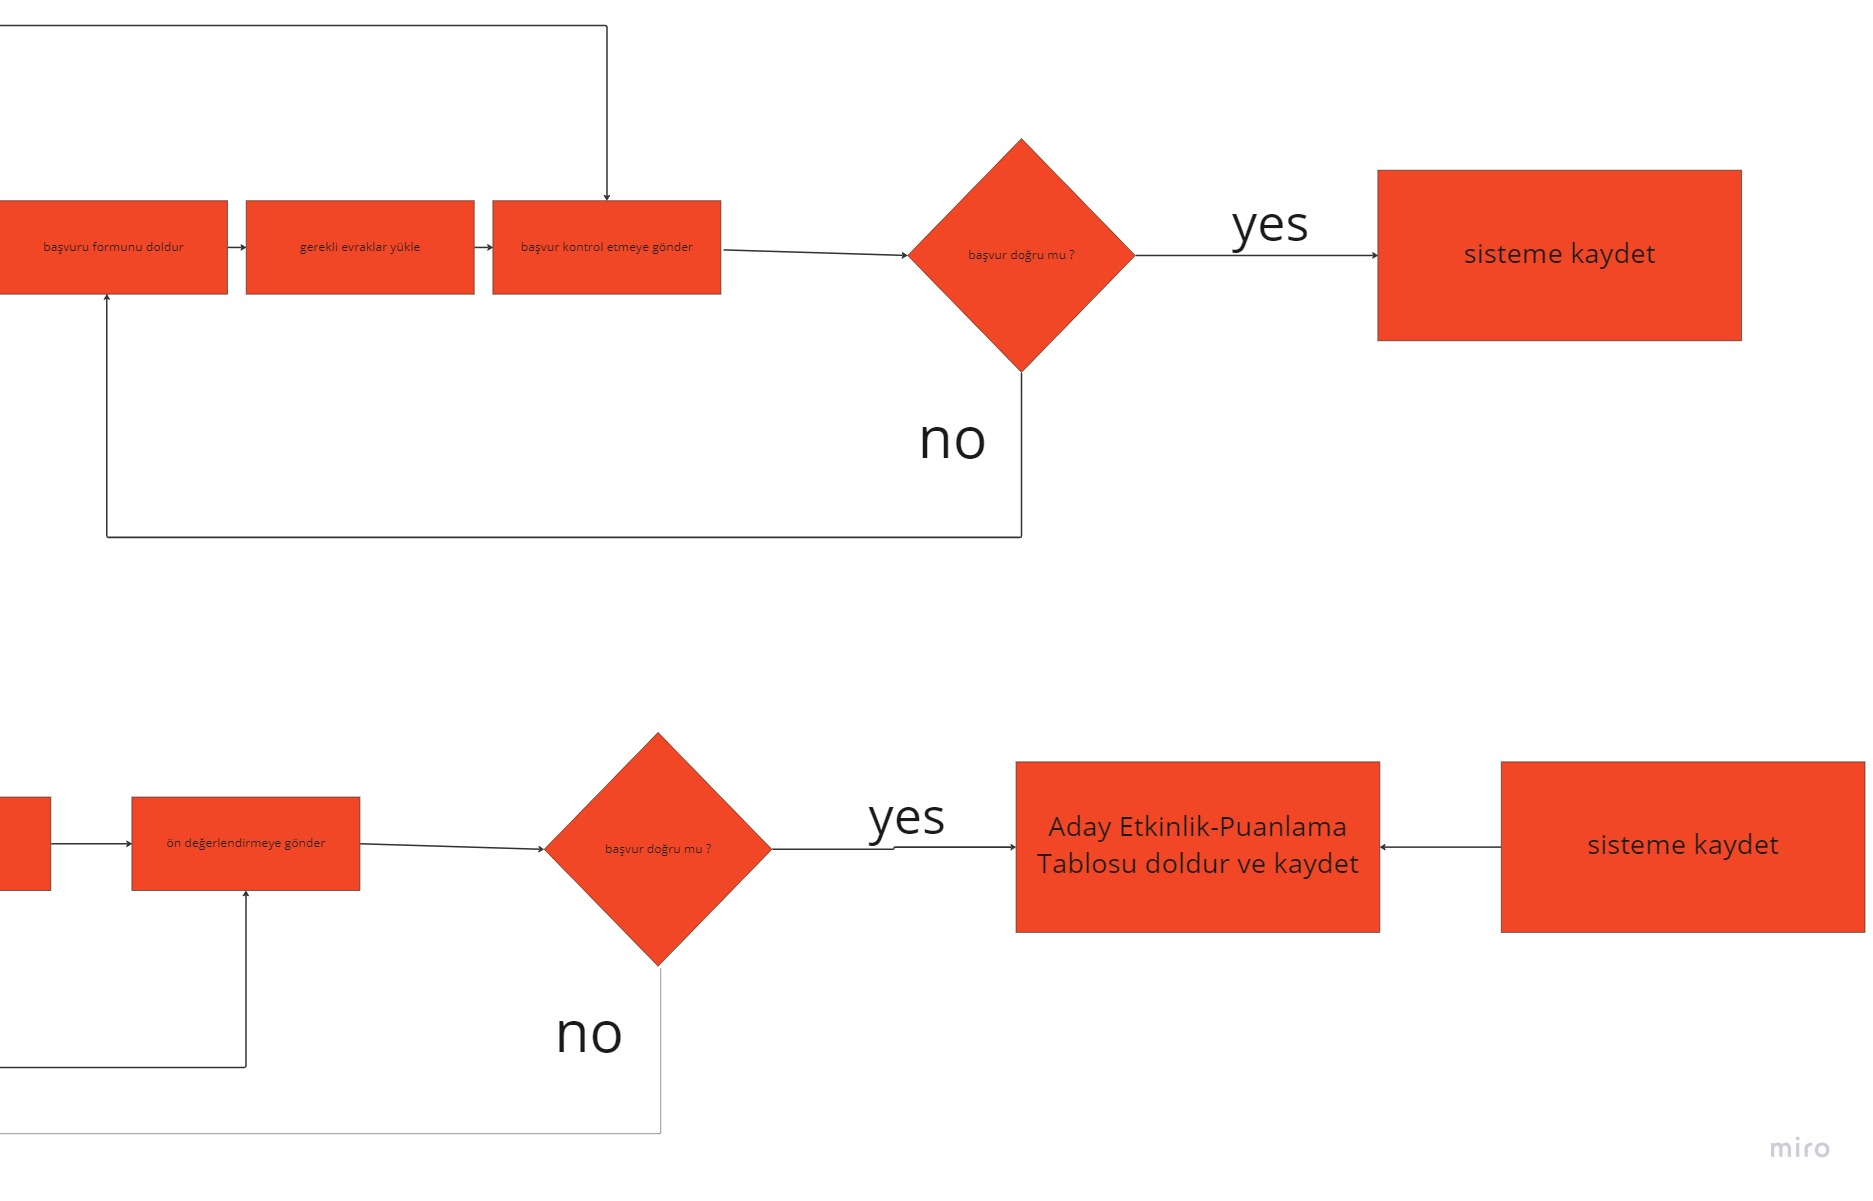 başvuru formunu doldur
gerekli evraklar yükle
başvur kontrol etmeye gönder
başvur doğru mu ?
yes
sisteme kaydet
no
ön değerlendirmeye gönder
başvur doğru mu ?
yes
Aday Etkinlik-Puanlama
Tablosu doldur ve kaydet
sisteme kaydet
no
miro